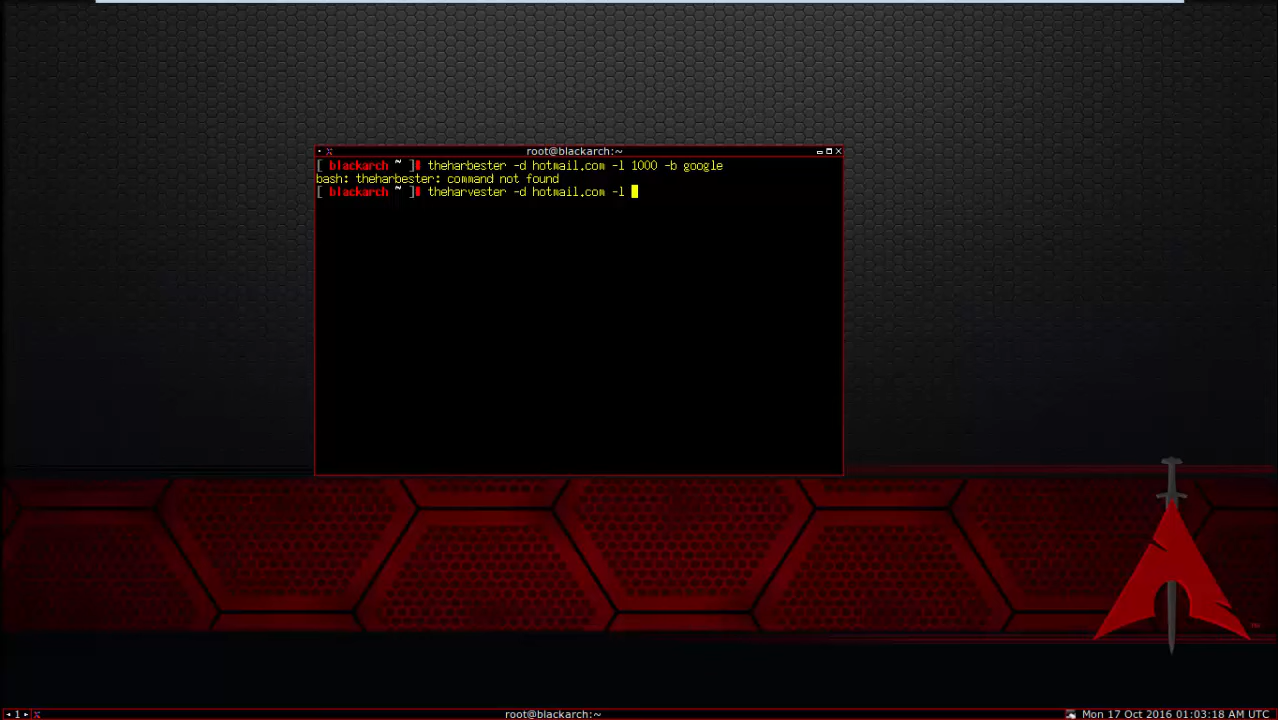 root@blackarch:~
[ blackarch ~ ]# theharbester -d hotmail.com -l 1000 -b google
bash: theharbester: command not found
[ blackarch ~ ]# theharvester -d hotmail.com -l
1
root@blackarch:~
Mon 17 Oct 2016 01:03:18 AM UTC